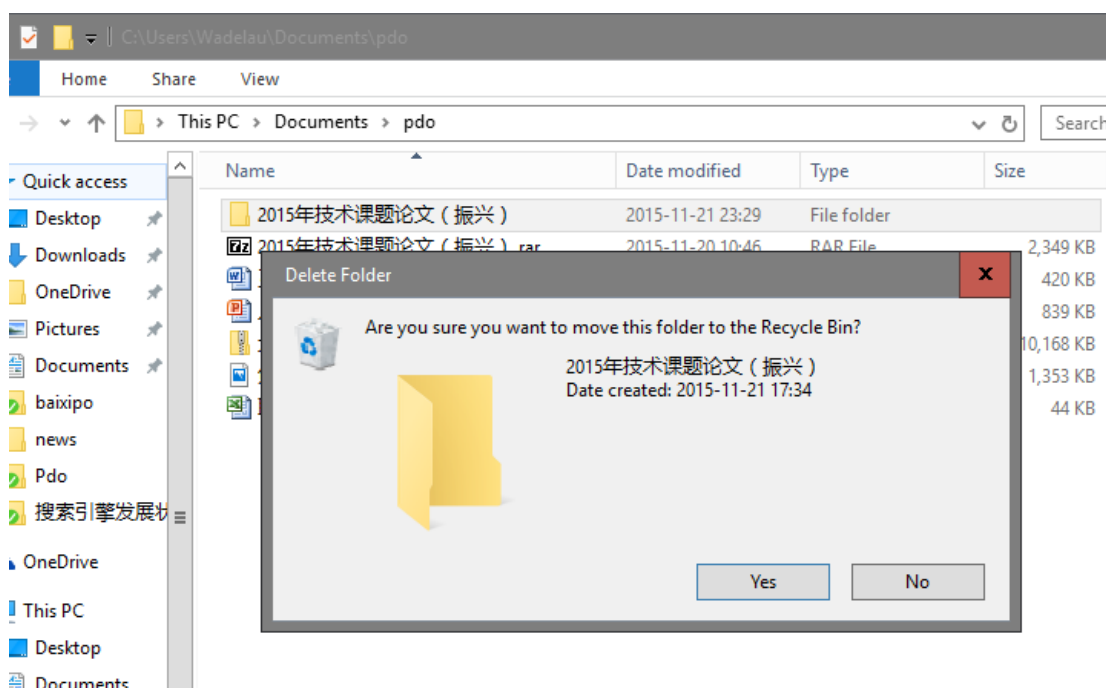 C:\Users\Wadelau\Documents\pdo
Home Share View
This PC > Documents > pdo
Search
Name Date modified Type Size
Quick access
2015年技术课题论文（振兴） 2015-11-21 23:29 File folder
Desktop
2015年技术课题论文（振兴）.rar 2015-11-20 10:46 RAR File 2,349 KB
Downloads
Delete Folder x
420 KB
OneDrive
839 KB
Pictures
Are you sure you want to move this folder to the Recycle Bin?
10,168 KB
Documents
2015年技术课题论文（振兴）
1,353 KB
Date created: 2015-11-21 17:34
baixipo
44 KB
news
Pdo
搜索引擎发展状
OneDrive
Yes No
This PC
Desktop
Documents